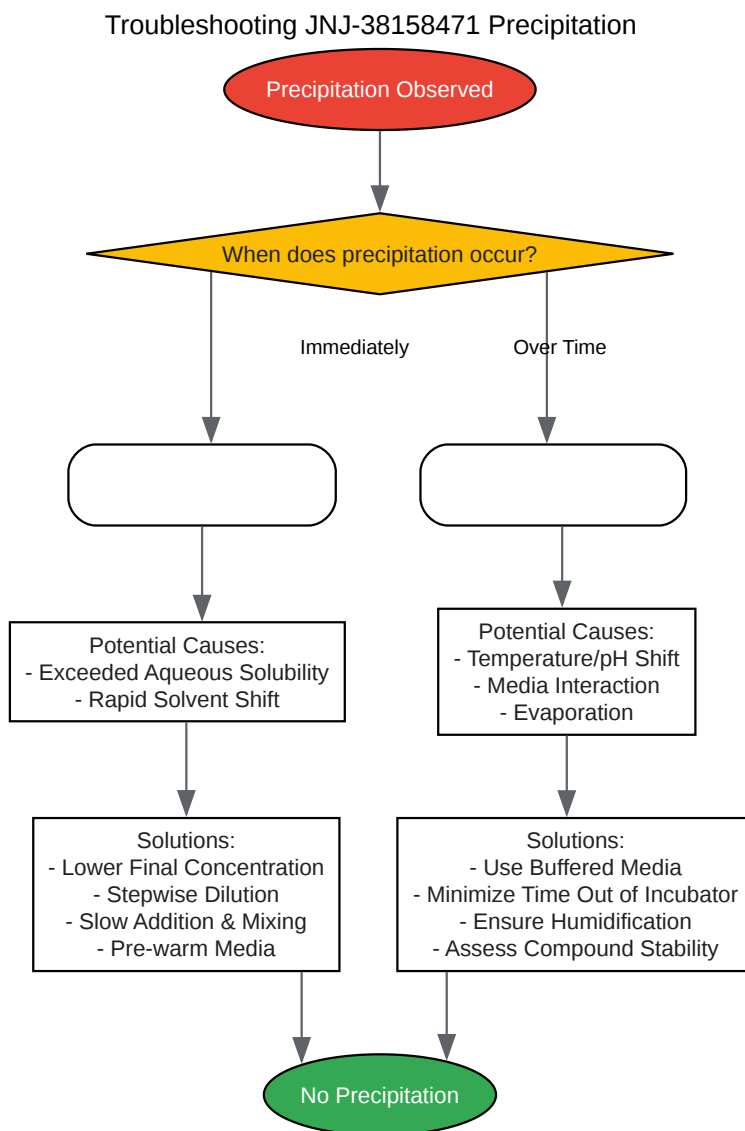 Troubleshooting JNJ-38158471 Precipitation
Precipitation Observed
When does precipitation occur?
Immediately
Over Time
Potential Causes:
- Exceeded Aqueous Solubility
- Rapid Solvent Shift
Potential Causes:
- Temperature/pH Shift
- Media Interaction
- Evaporation
Solutions:
- Lower Final Concentration
- Stepwise Dilution
- Slow Addition & Mixing
- Pre-warm Media
Solutions:
- Use Buffered Media
- Minimize Time Out of Incubator
- Ensure Humidification
- Assess Compound Stability
No Precipitation